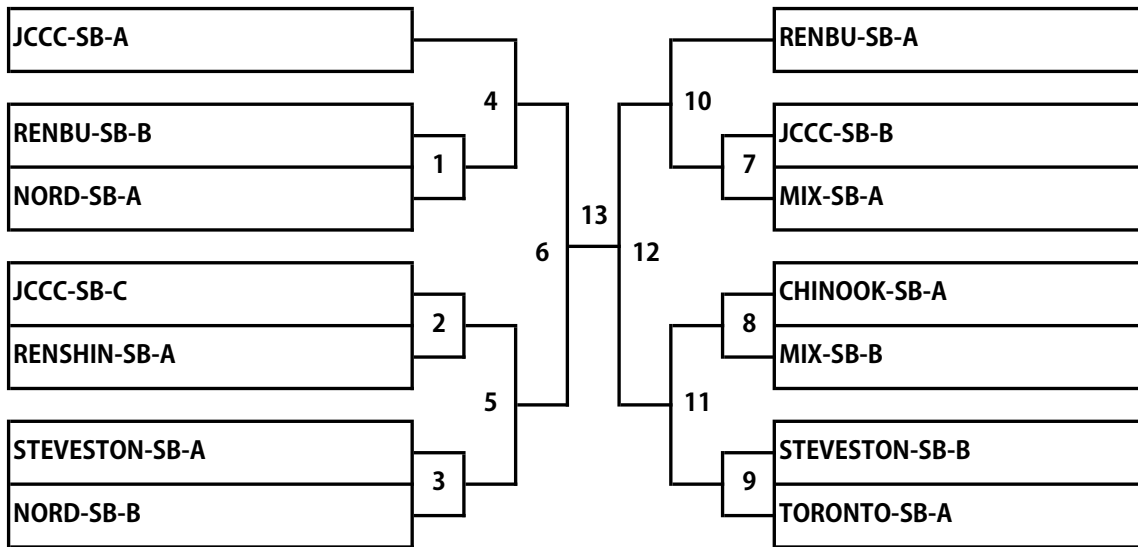 JCCC-SB-A
RENBU-SB-B
NORD-SB-A
JCCC-SB-C
RENSHIN-SB-A
STEVESTON-SB-A
NORD-SB-B
1
2
3
4
5
6
13
12
10
11
7
8
9
RENBU-SB-A
JCCC-SB-B
MIX-SB-A
CHINOOK-SB-A
MIX-SB-B
STEVESTON-SB-B
TORONTO-SB-A